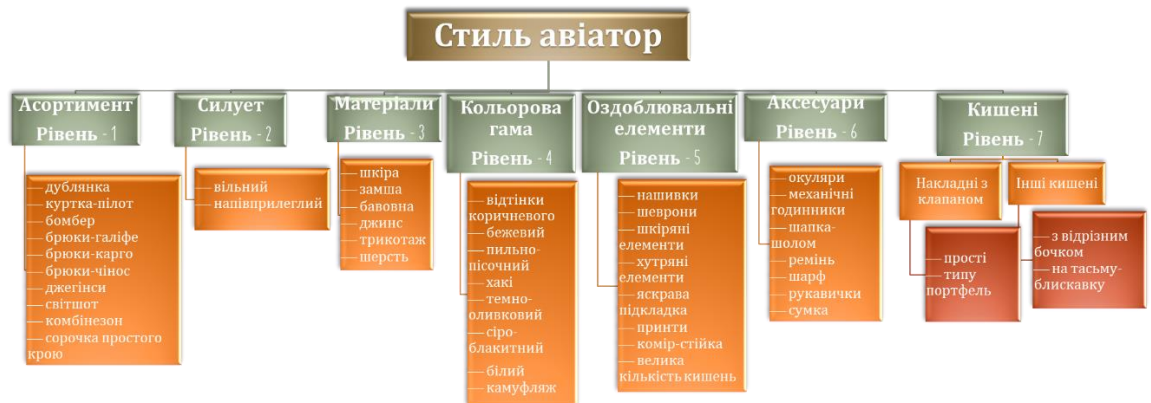 Стиль авіатор
Асортимент
Рівень - 1
— дублянка
— куртка-пілот
— бомбер
— брюки-галіфе
— брюки-карго
— брюки-чінос
— джегінси
— світшот
— комбінезон
— сорочка простого
крою
Силует
Рівень - 2
— вільний
— напівприлеглий
Матеріали
Рівень - 3
— шкіра
— замша
— бавовна
— джинс
— трикотаж
— шерсть
Кольорова
гама
Рівень - 4
— відтінки
коричневого
— бежевий
— пильно-
пісочний
— хакі
— темно-
оливковий
— сіро-
блакитний
— білий
— камуфляж
Оздоблювальні
елементи
Рівень - 5
— нашивки
— шеврони
— шкіряні
елементи
— хутряні
елементи
— яскрава
підкладка
— принти
— комір-стійка
— велика
кількість кишень
Аксесуари
Рівень - 6
— окуляри
— механічні
годинники
— шапка-
шолом
— ремінь
— шарф
— рукавички
— сумка
Кишені
Рівень - 7
Накладні з
клапаном
— прості
— типу
портфель
Інші кишені
— з відрізним
бочком
— на тасьму-
блискавку